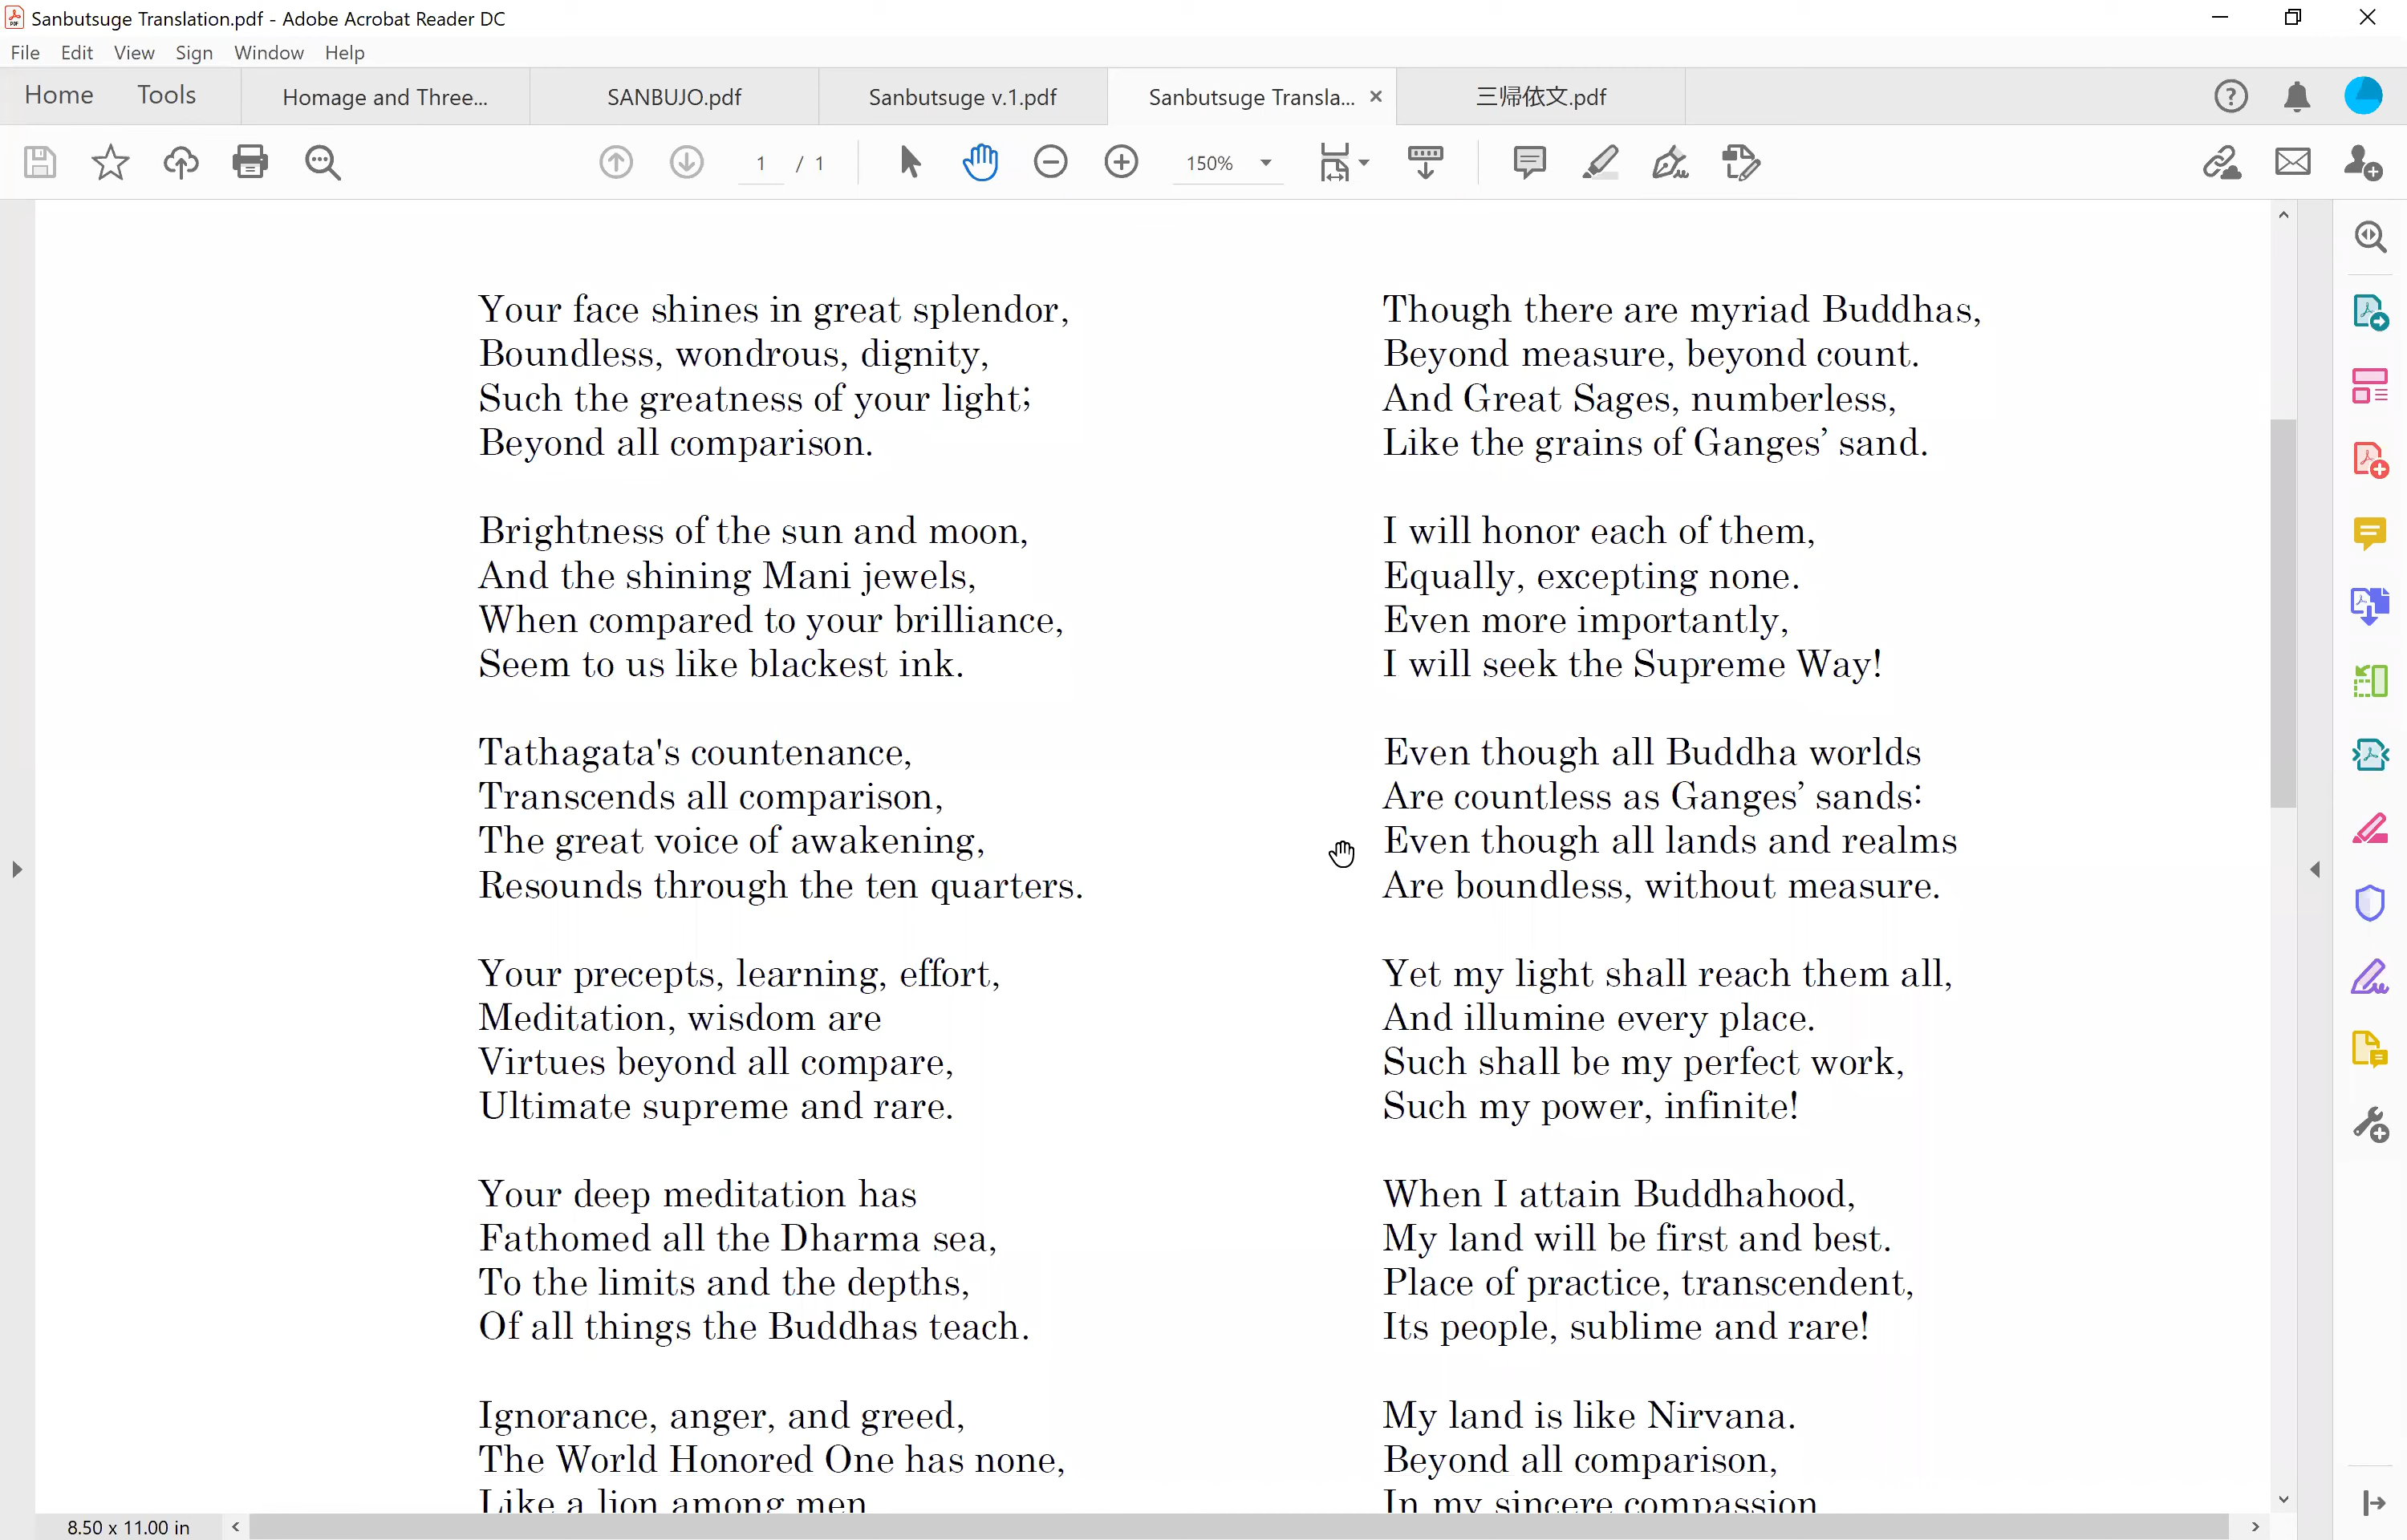 Sanbutsuge Translation.pdf - Adobe Acrobat Reader DC
File Edit View Sign Window Help
Home Tools Homage and Three... SANBUJO.pdf Sanbutsuge v.1.pdf Sanbutsuge Transla... 三帰依文.pdf
1 / 1 150%
Your face shines in great splendor,
Boundless, wondrous, dignity,
Such the greatness of your light;
Beyond all comparison.
Brightness of the sun and moon,
And the shining Mani jewels,
When compared to your brilliance,
Seem to us like blackest ink.
Tathagata's countenance,
Transcends all comparison,
The great voice of awakening,
Resounds through the ten quarters.
Your precepts, learning, effort,
Meditation, wisdom are
Virtues beyond all compare,
Ultimate supreme and rare.
Your deep meditation has
Fathomed all the Dharma sea,
To the limits and the depths,
Of all things the Buddhas teach.
Ignorance, anger, and greed,
The World Honored One has none,
Like a lion among men
Though there are myriad Buddhas,
Beyond measure, beyond count.
And Great Sages, numberless,
Like the grains of Ganges’ sand.
I will honor each of them,
Equally, excepting none.
Even more importantly,
I will seek the Supreme Way!
Even though all Buddha worlds
Are countless as Ganges’ sands:
Even though all lands and realms
Are boundless, without measure.
Yet my light shall reach them all,
And illumine every place.
Such shall be my perfect work,
Such my power, infinite!
When I attain Buddhahood,
My land will be first and best.
Place of practice, transcendent,
Its people, sublime and rare!
My land is like Nirvana.
Beyond all comparison,
In my sincere compassion
8.50 x 11.00 in